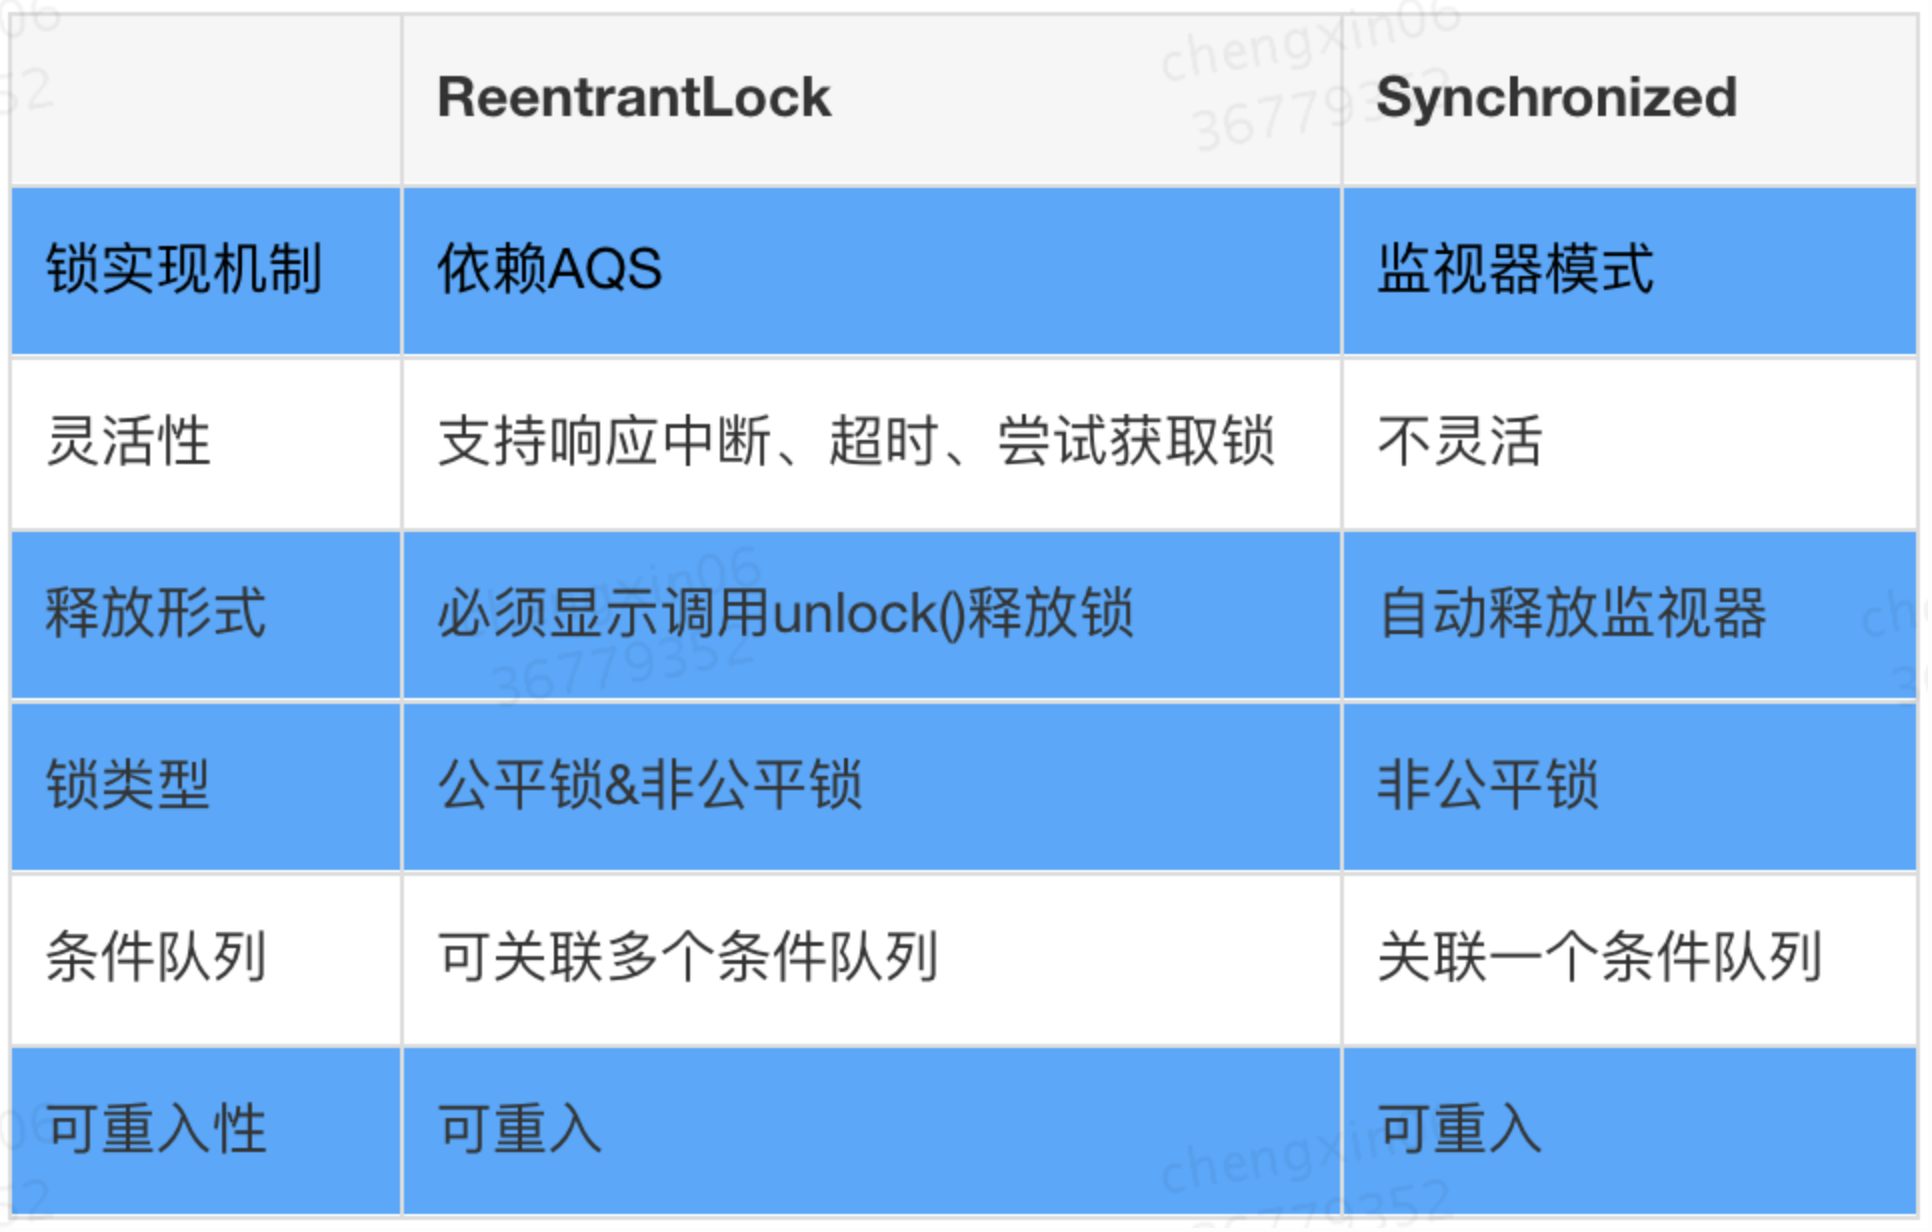 ReentrantLock Synchronized
锁实现机制 依赖AQS 监视器模式
灵活性 支持响应中断、超时、尝试获取锁 不灵活
释放形式 必须显示调用unlock()释放锁 自动释放监视器
锁类型 公平锁&非公平锁 非公平锁
条件队列 可关联多个条件队列 关联一个条件队列
可重入性 可重入 可重入
chengxin06
36779352
chengxin06
36779352
chengxin06
36779352